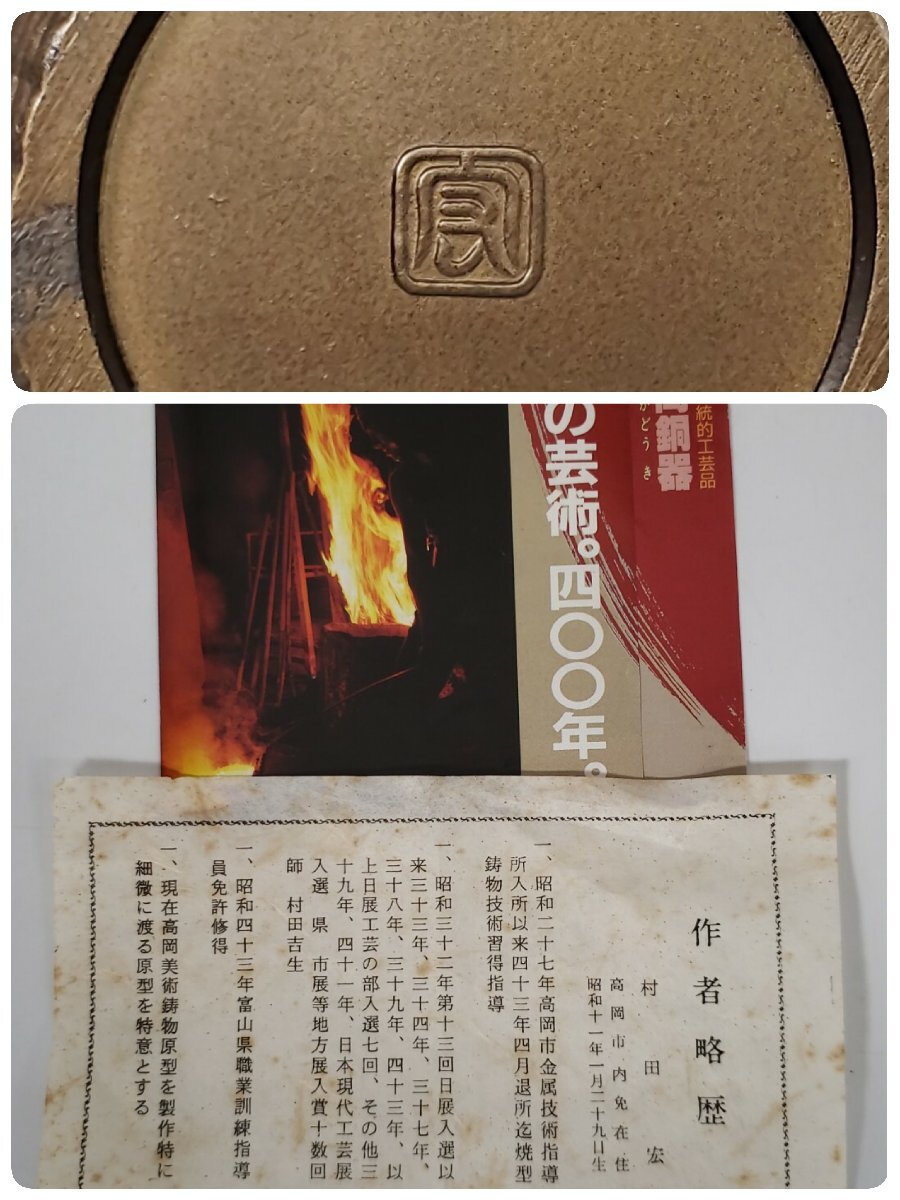 統的工芸品
岡銅器
かどうき
の芸術。四〇〇年。
作者略歴
村田宏
高岡市内免在住
昭和十一年一月二十九日生
一、昭和二十七年高岡市金属技術指導
所入所以来四十三年四月退所迄焼型
鋳物技術習得指導
一、昭和三十二年第十三回日展入選以
来三十三年、三十四年、三十七年、
三十八年、三十九年、四十三年、以
上日展工芸の部入選七回、その他三
十九年、四十一年、日本現代工芸展
入選 県 市展等地方展入賞十数回
師 村田吉生
一、昭和四十三年富山県職業訓練指導
員免許修得
一、現在高岡美術鋳物原型を製作特に
細微に渡る原型を特意とする